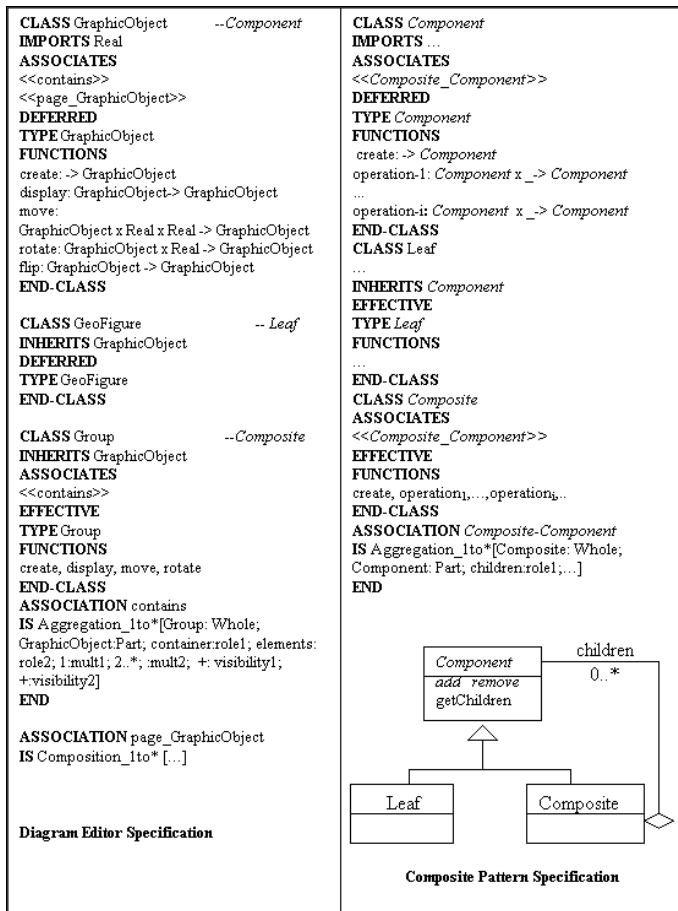 CLASS GraphicObject --Component
IMPORTS Real
ASSOCIATES
<<contains>>
<<page_GraphicObject>>
DEFERRED
TYPE GraphicObject
FUNCTIONS
create: -> GraphicObject
display: GraphicObject-> GraphicObject
move:
GraphicObject x Real x Real -> GraphicObject
rotate: GraphicObject x Real -> GraphicObject
flip: GraphicObject -> GraphicObject
END-CLASS
CLASS GeoFigure -- Leaf
INHERITS GraphicObject
DEFERRED
TYPE GeoFigure
END-CLASS
CLASS Group --Composite
INHERITS GraphicObject
ASSOCIATES
<<contains>>
EFFECTIVE
TYPE Group
FUNCTIONS
create, display, move, rotate
END-CLASS
ASSOCIATION contains
IS Aggregation_1to*[Group: Whole;
GraphicObject:Part; container:role1; elements:
role2; 1:mult1; 2..*; :mult2; +: visibility1;
+:visibility2]
END
ASSOCIATION page_GraphicObject
IS Composition_1to* [...]
Diagram Editor Specification
CLASS Component
IMPORTS ...
ASSOCIATES
<<Composite_Component>>
DEFERRED
TYPE Component
FUNCTIONS
create: -> Component
operation-1: Component x _-> Component
...
operation-i: Component x _-> Component
END-CLASS
CLASS Leaf
...
INHERITS Component
EFFECTIVE
TYPE Leaf
FUNCTIONS
...
END-CLASS
CLASS Composite
ASSOCIATES
<<Composite_Component>>
EFFECTIVE
FUNCTIONS
create, operation1,...,operationi,..
END-CLASS
ASSOCIATION Composite-Component
IS Aggregation_1to*[Composite: Whole;
Component: Part; children:role1;...]
END
children
Component
0..*
add remove
getChildren
Leaf
Composite
Composite Pattern Specification